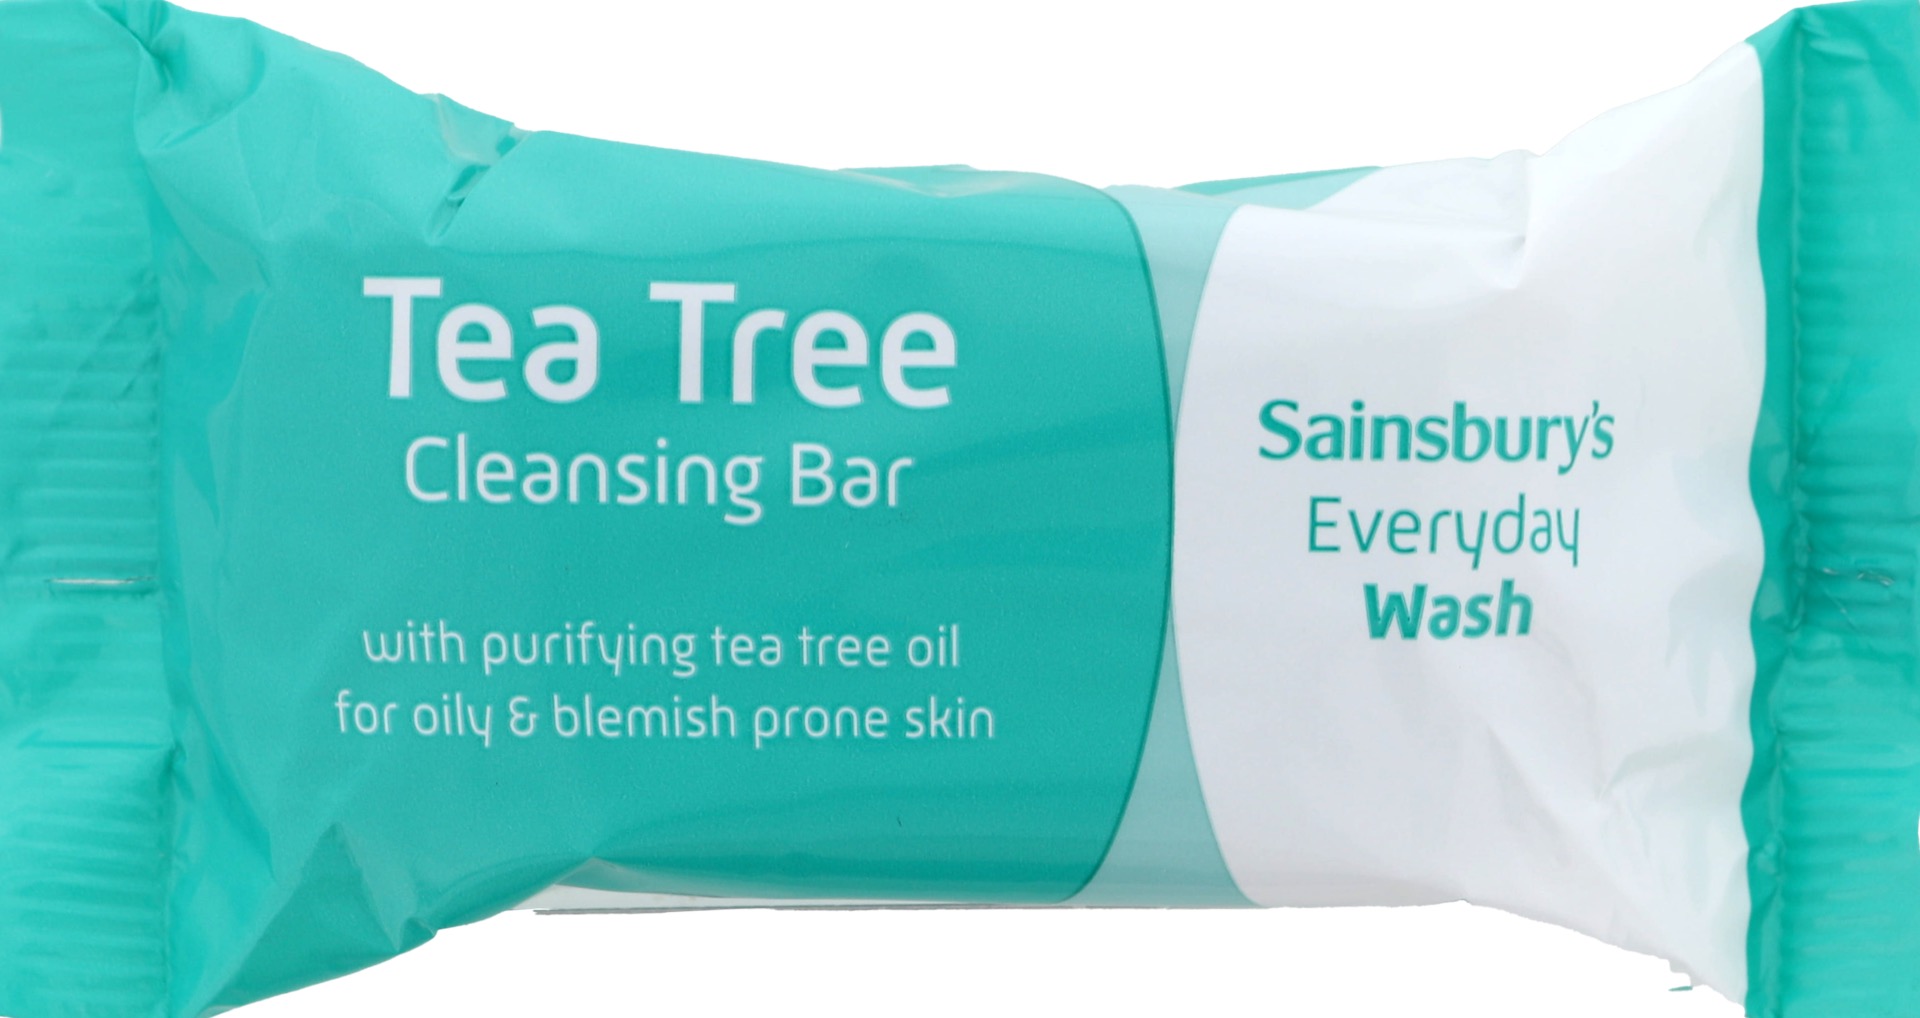 Tea Tree
Cleansing Bar
with purifying tea tree oil
for oily & blemish prone skin
Sainsbury's
Everyday
Wash